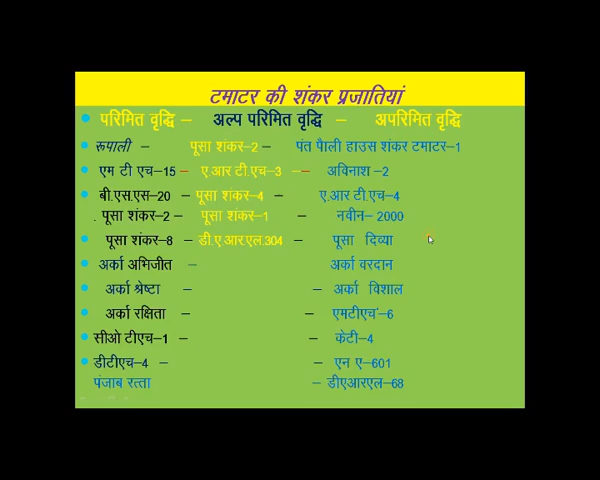 टमाटर की शंकर प्रजातियां
परिमित वृद्धि – अल्प परिमित वृद्धि – अपरिमित वृद्धि
रूपाली – पूसा शंकर–2 – पंत पैाली हाउस शंकर टमाटर–1
एम टी एच–15 – ए.आर टी.एच–3 –– अविनाश –2
बी.एस.एस–20 – पूसा शंकर–4 – ए.आर टी.एच–4
. पूसा शंकर–2 – पूसा शंकर–1 – नवीन– 2000
पूसा शंकर–8 – डी.ए आर.एल.304 – पूसा दिव्या
अर्का अभिजीत – अर्का वरदान
अर्का श्रेष्टा – – अर्का विशाल
अर्का रक्षिता – – एमटीएच'–6
सीओ टीएच–1 – – केटी–4
डीटीएच–4 – – एन ए–601
पंजाब रत्ता – डीएआरएल–68